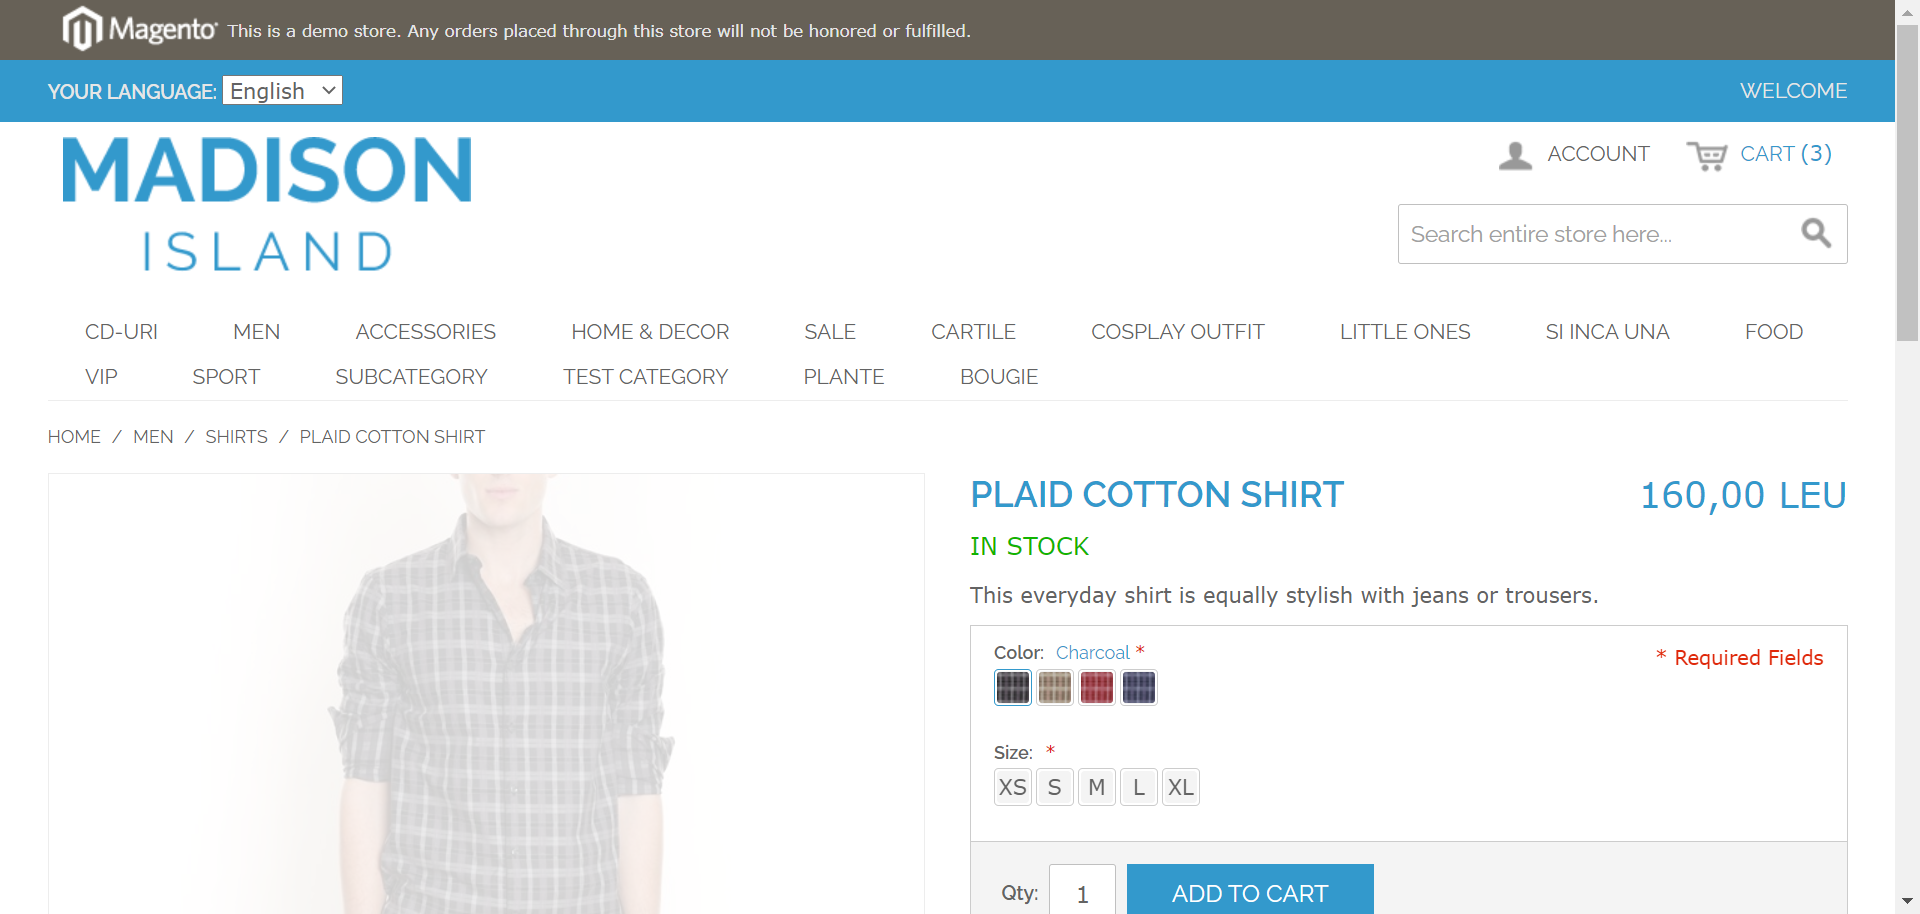 Magento This is a demo store. Any orders placed through this store will not be honored or fulfilled.
YOUR LANGUAGE: English WELCOME
MADISON
ISLAND
ACCOUNT CART (3)
Search entire store here...
CD-URI MEN ACCESSORIES HOME & DECOR SALE CARTILE COSPLAY OUTFIT LITTLE ONES SI INCA UNA FOOD
VIP SPORT SUBCATEGORY TEST CATEGORY PLANTE BOUGIE
HOME / MEN / SHIRTS / PLAID COTTON SHIRT
PLAID COTTON SHIRT 160,00 LEU
IN STOCK
This everyday shirt is equally stylish with jeans or trousers.
Color: Charcoal * * Required Fields
Size: *
XS S M L XL
Qty: 1 ADD TO CART